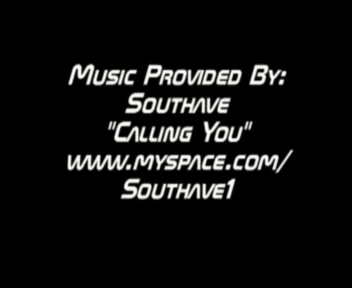 Music Provided By:
Southave
"Calling You"
www.myspace.com/
Southave1